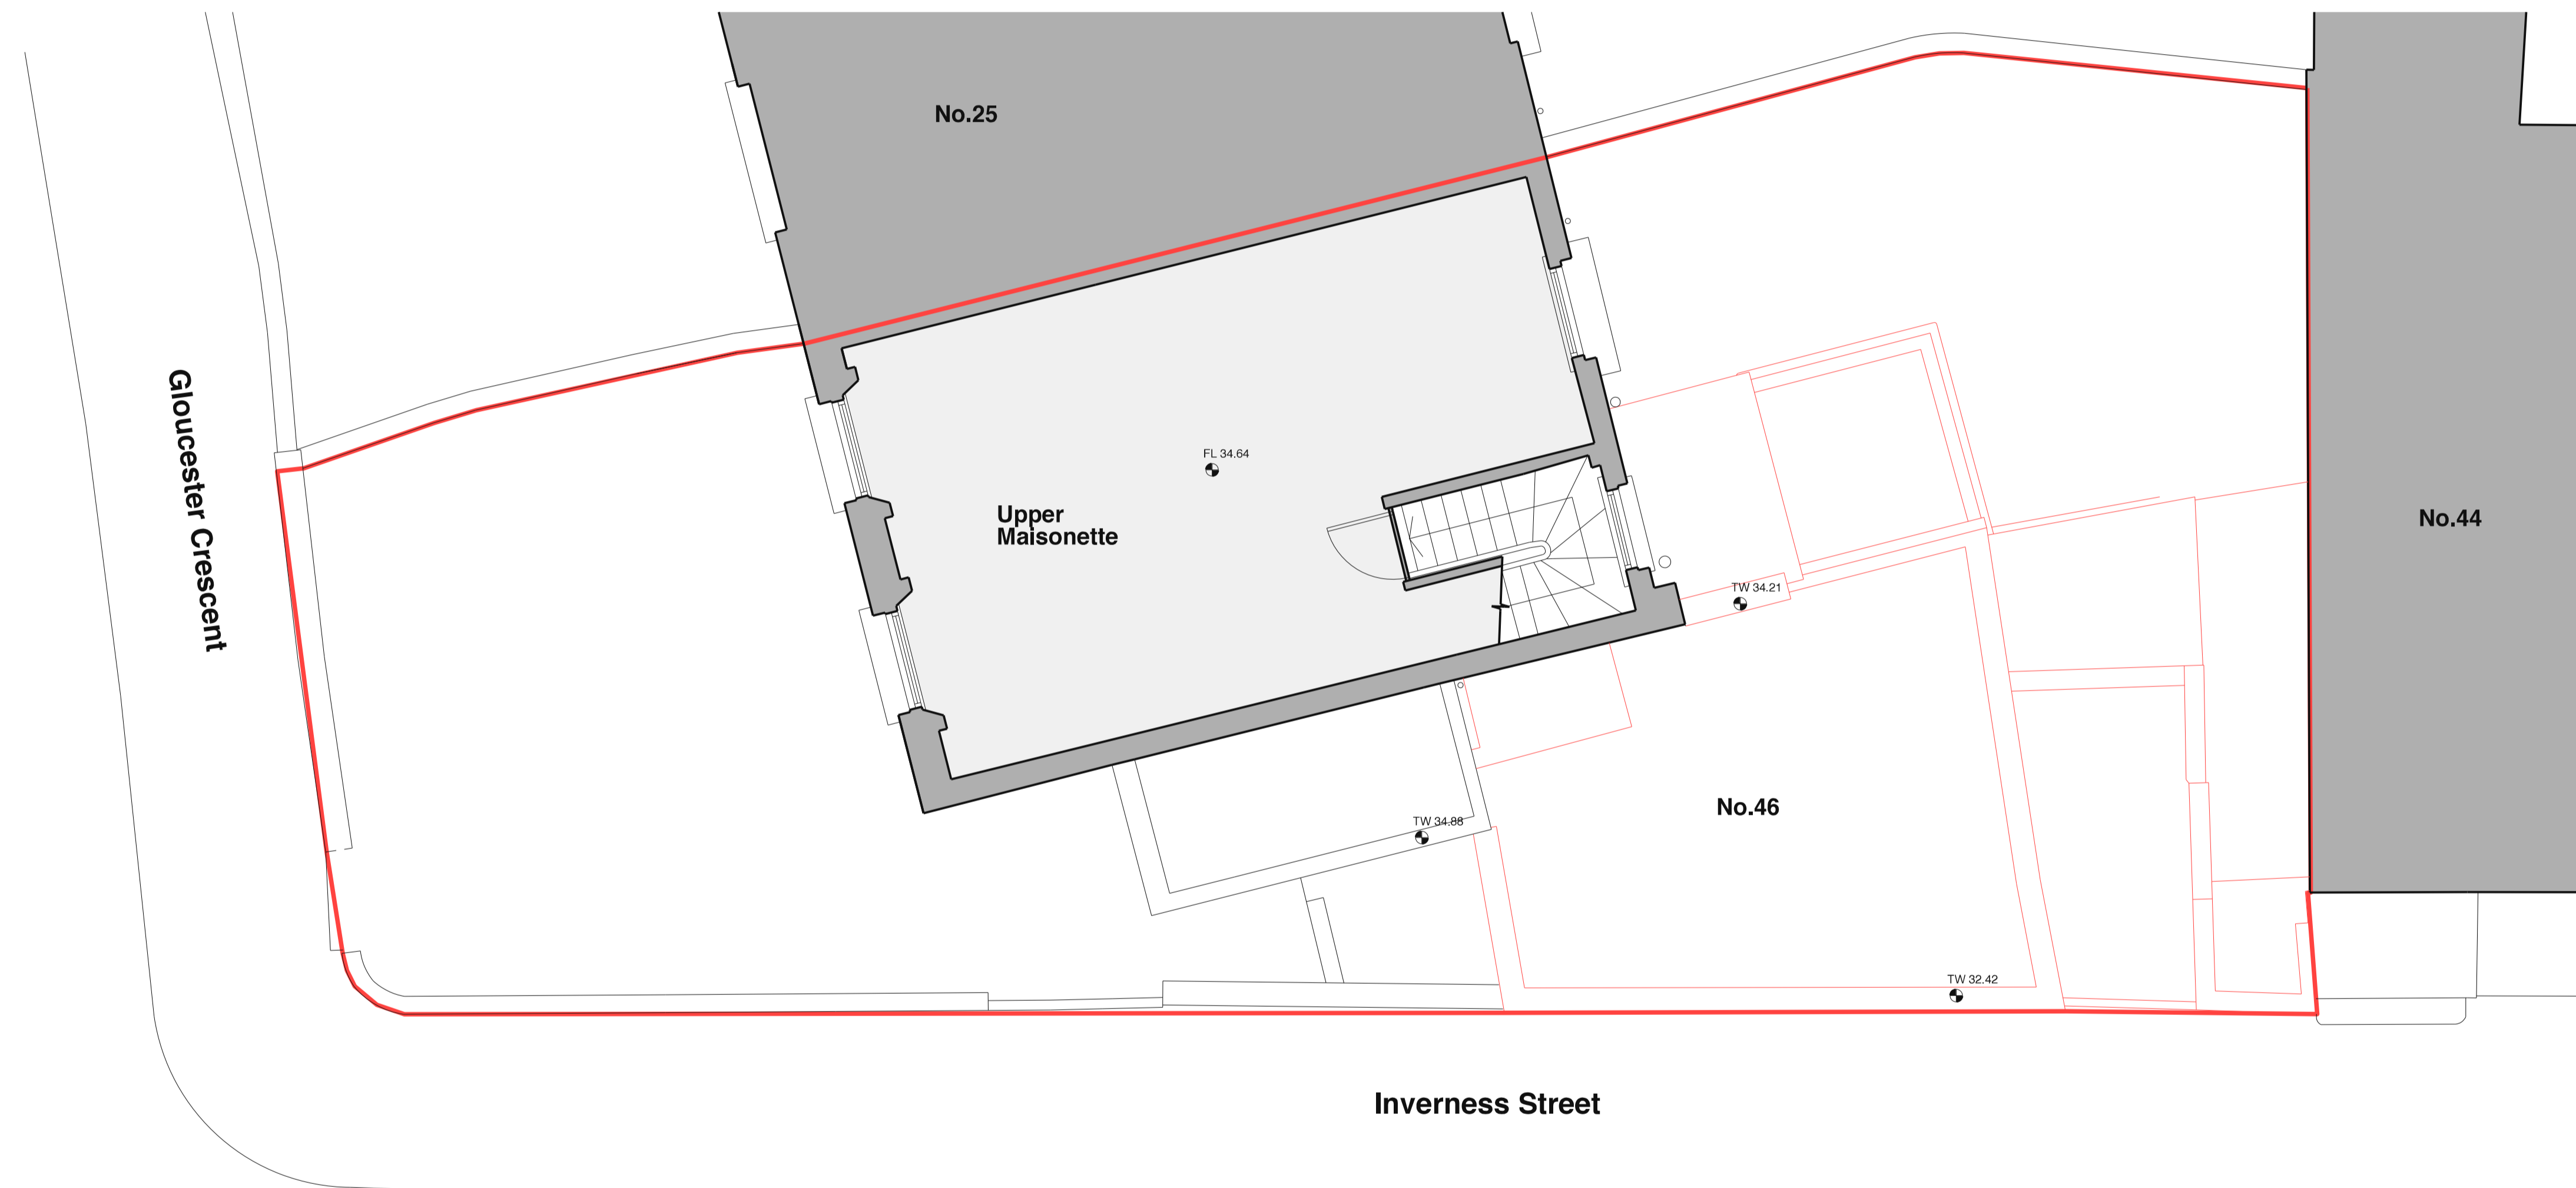 No.25
Gloucester Crescent
FL 34.64
Upper
Maisonette
No.44
TW 34.21
No.46
TW 34.88
TW 32.42
Inverness Street